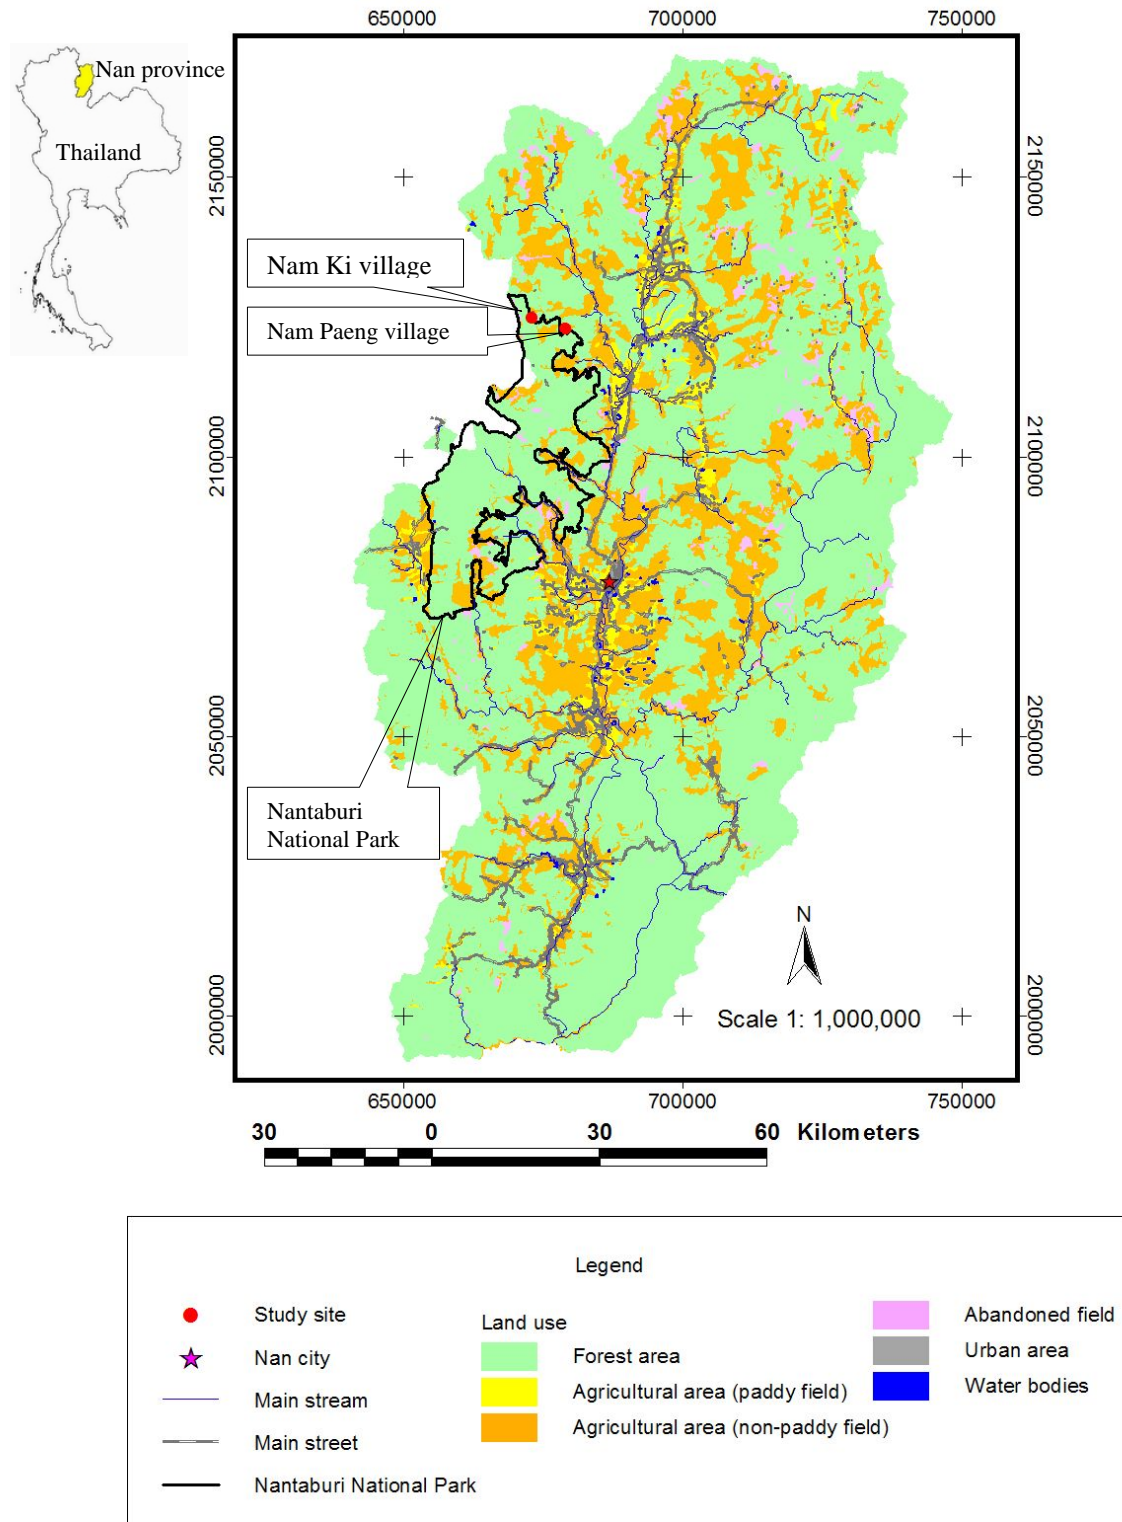 650000
700000
750000
Nan province
Thailand
2150000
2150000
Nam Ki village
Nam Paeng village
2100000
2100000
2050000
2050000
Nantaburi
National Park
N
2000000
2000000
Scale 1: 1,000,000
650000
700000
750000
30
0
30
60
Kilometers
Legend
Study site
Nan city
Main stream
Main street
Nantaburi National Park
Land use
Forest area
Agricultural area (paddy field)
Agricultural area (non-paddy field)
Abandoned field
Urban area
Water bodies